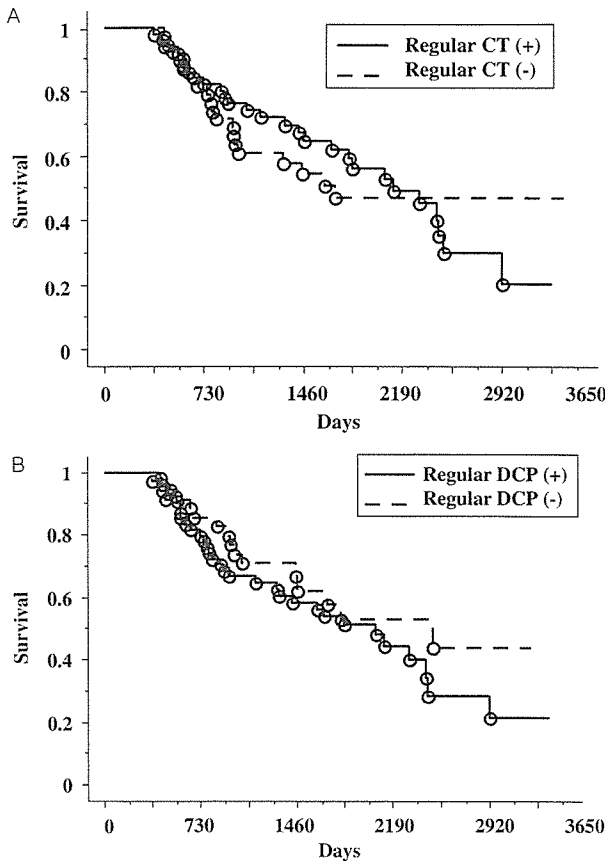 A
Regular CT (+)
Regular CT (-)
Survival
1
0.8
0.6
0.4
0.2
0
0 730 1460 2190 2920 3650
Days
B
Regular DCP (+)
Regular DCP (-)
Survival
1
0.8
0.6
0.4
0.2
0
0 730 1460 2190 2920 3650
Days